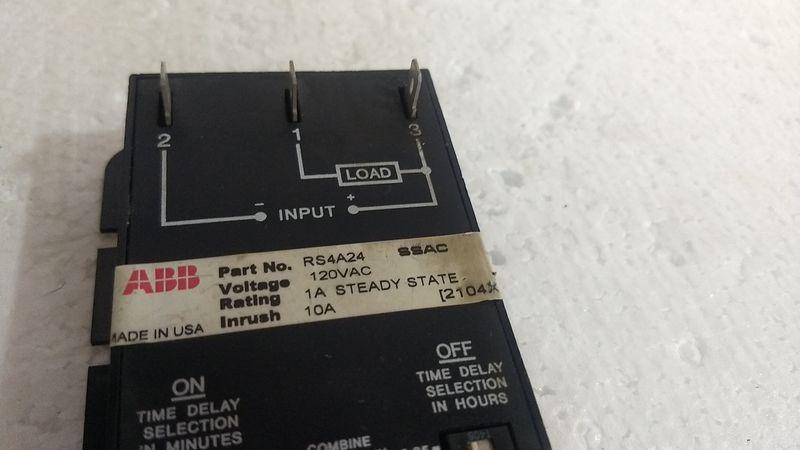 2 1 3
LOAD
− INPUT +
ABB Part No. RS4A24 SSAC
Voltage 120VAC
Rating 1A STEADY STATE
Inrush 10A [2104
MADE IN USA
ON
TIME DELAY
SELECTION
IN MINUTES
OFF
TIME DELAY
SELECTION
IN HOURS
COMBINE